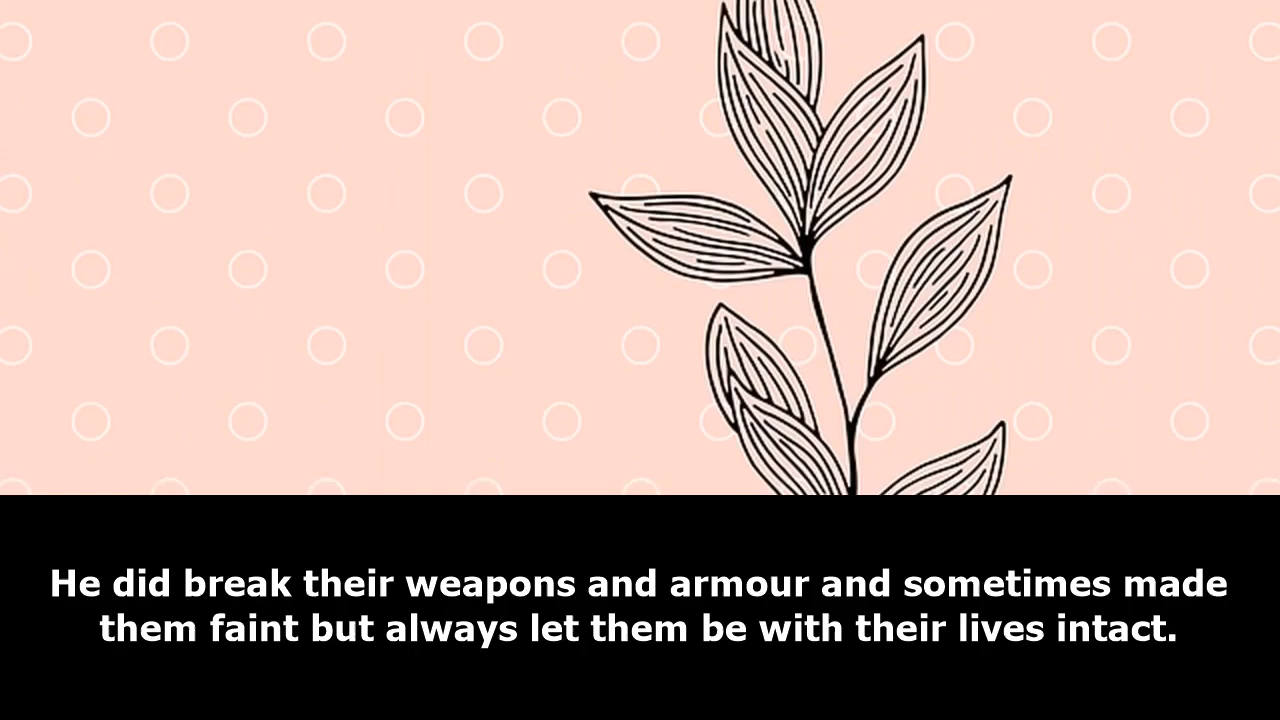 He did break their weapons and armour and sometimes made
them faint but always let them be with their lives intact.